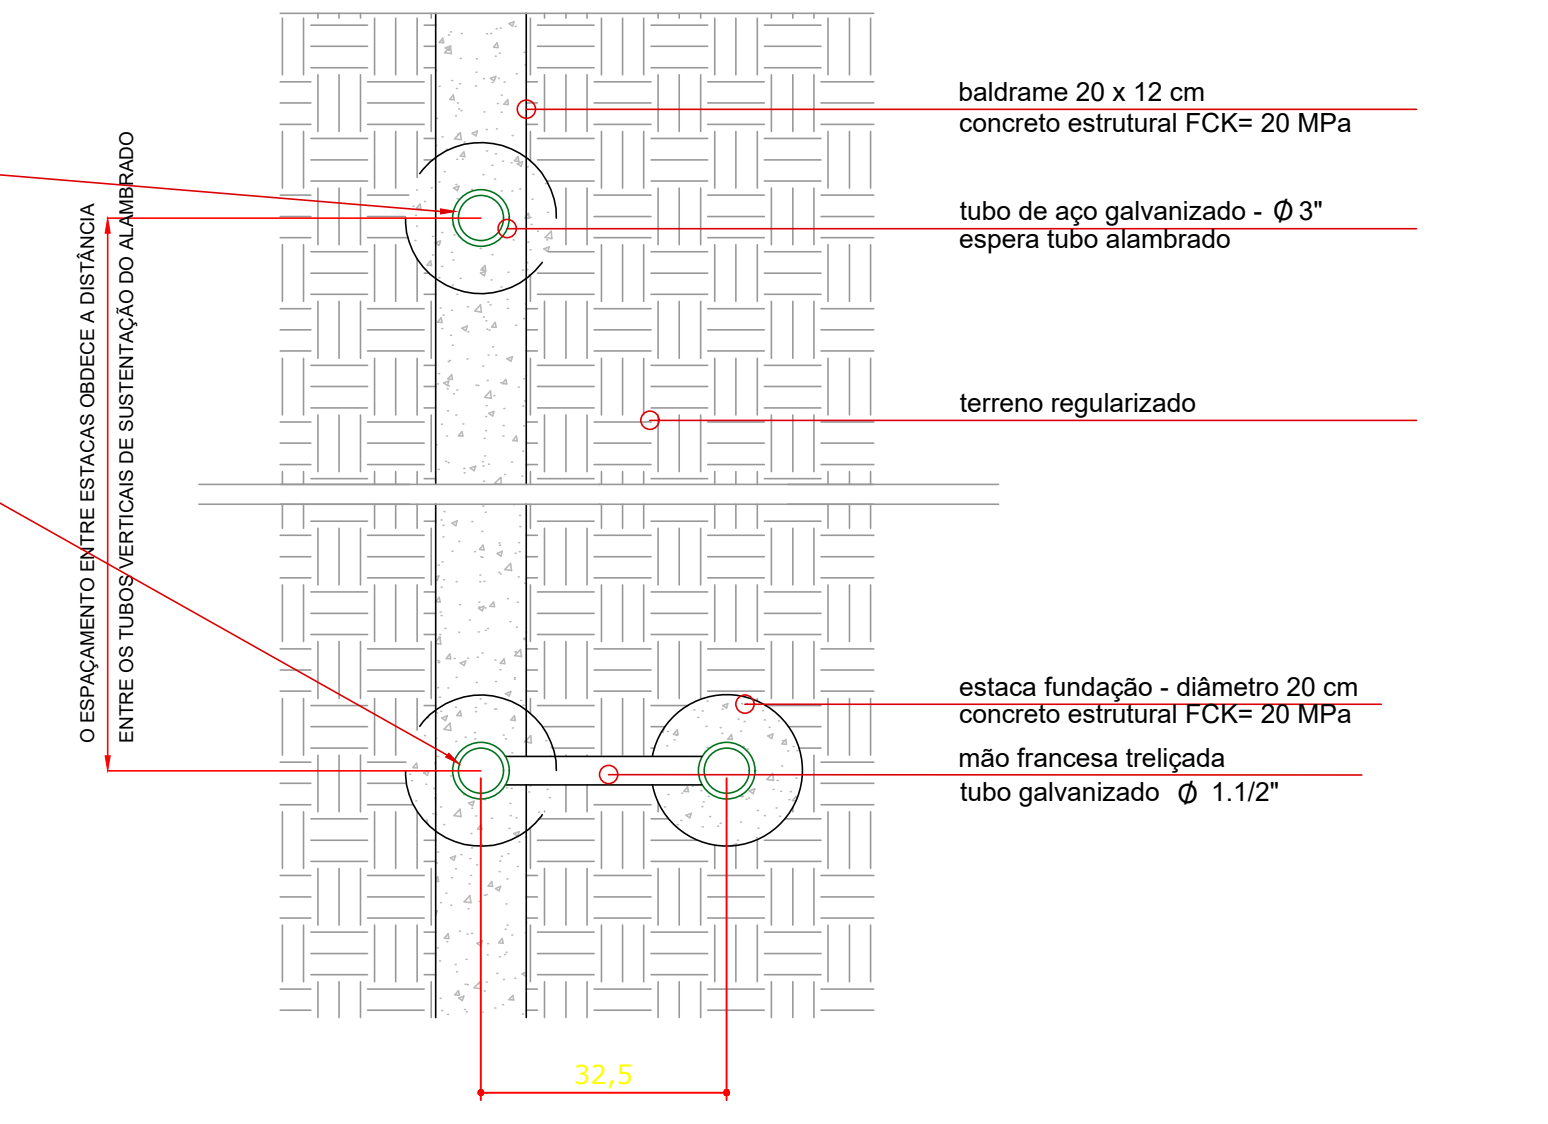 baldrame 20 x 12 cm
concreto estrutural FCK= 20 MPa
tubo de aço galvanizado - Ø 3"
espera tubo alambrado
terreno regularizado
O ESPAÇAMENTO ENTRE ESTACAS OBDECE A DISTÂNCIA
ENTRE OS TUBOS VERTICAIS DE SUSTENTAÇÃO DO ALAMBRADO
estaca fundação - diâmetro 20 cm
concreto estrutural FCK= 20 MPa
mão francesa treliçada
tubo galvanizado Ø 1.1/2"
32,5